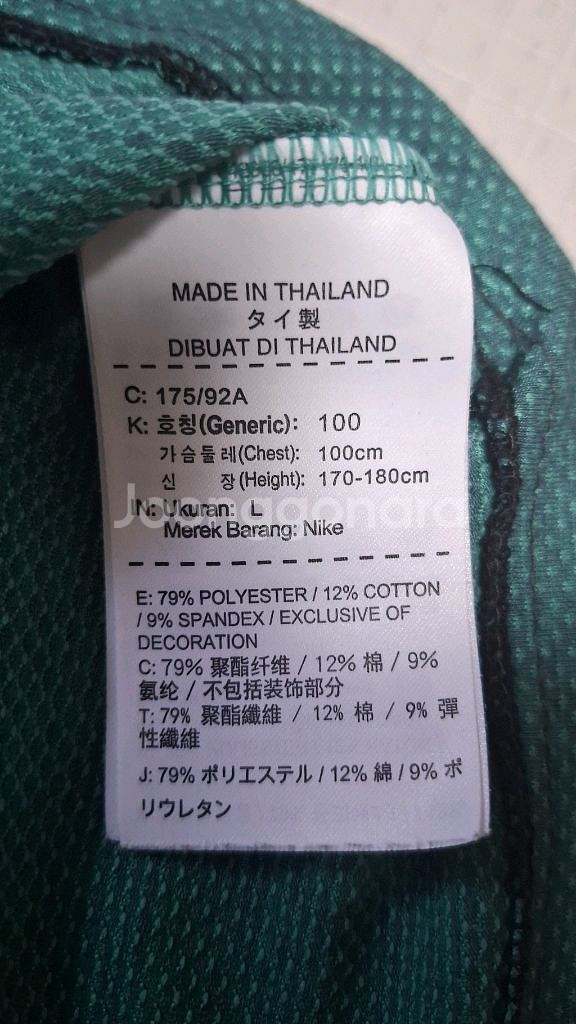 MADE IN THAILAND
タイ製
DIBUAT DI THAILAND
C: 175/92A
K: 호칭(Generic): 100
가슴둘레(Chest): 100cm
신 장(Height): 170-180cm
Joonggonara
IN: Ukuran: L
Merek Barang: Nike
E: 79% POLYESTER / 12% COTTON
/ 9% SPANDEX / EXCLUSIVE OF
DECORATION
C: 79% 聚酯纤维 / 12% 棉 / 9%
氨纶 / 不包括装饰部分
T: 79% 聚酯纖維 / 12% 棉 / 9% 彈
性纖維
J: 79% ポリエステル / 12% 綿 / 9% ポ
リウレタン